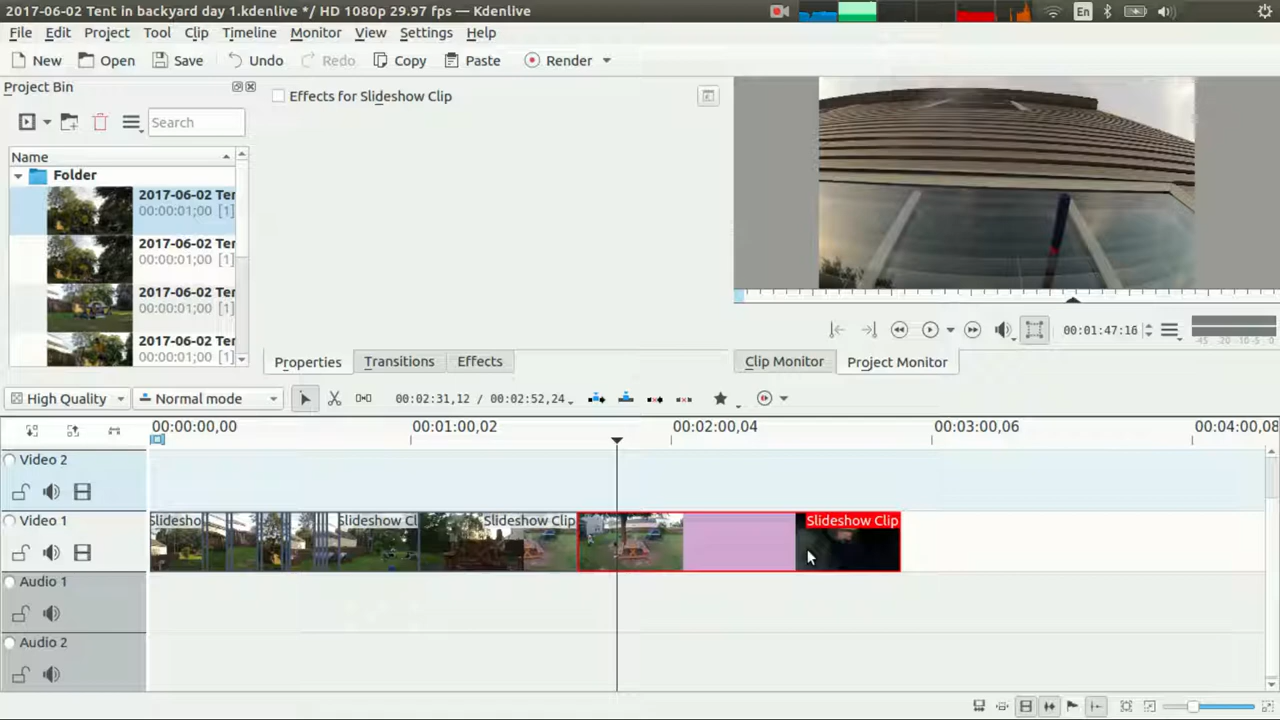 2017-06-02 Tent in backyard day 1.kdenlive */ HD 1080p 29.97 fps — Kdenlive
En
File Edit Project Tool Clip Timeline Monitor View Settings Help
New Open Save Undo Redo Copy Paste Render
Project Bin
Effects for Slideshow Clip
Search
Name
Folder
2017-06-02 Ter
00:00:01;00 [1]
2017-06-02 Ter
00:00:01;00 [1]
2017-06-02 Ter
00:00:01;00 [1]
2017-06-02 Ter
00:00:01;00 [1]
00:01:47:16
-45 -20 -10 -5 0
Properties Transitions Effects
Clip Monitor Project Monitor
High Quality Normal mode 00:02:31,12 / 00:02:52,24
00:00:00,00 00:01:00,02 00:02:00,04 00:03:00,06 00:04:00,08
Video 2
Video 1
Slidesho Slideshow Cl Slideshow Clip Slideshow Clip
Audio 1
Audio 2